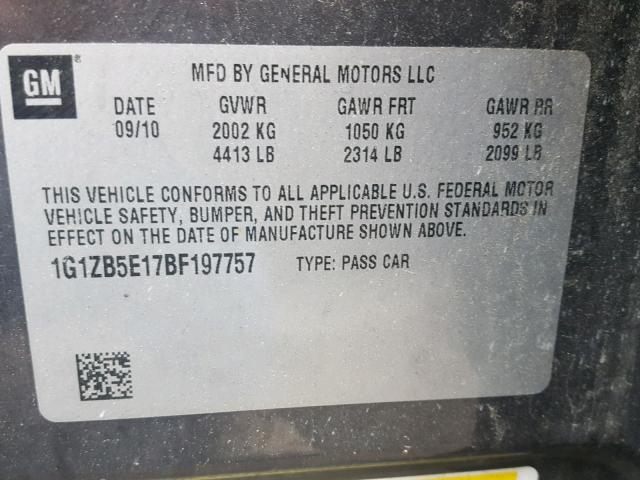 GM
MFD BY GENERAL MOTORS LLC
DATE GVWR GAWR FRT GAWR RR
09/10 2002 KG 1050 KG 952 KG
4413 LB 2314 LB 2099 LB
THIS VEHICLE CONFORMS TO ALL APPLICABLE U.S. FEDERAL MOTOR
VEHICLE SAFETY, BUMPER, AND THEFT PREVENTION STANDARDS IN
EFFECT ON THE DATE OF MANUFACTURE SHOWN ABOVE.
1G1ZB5E17BF197757 TYPE: PASS CAR